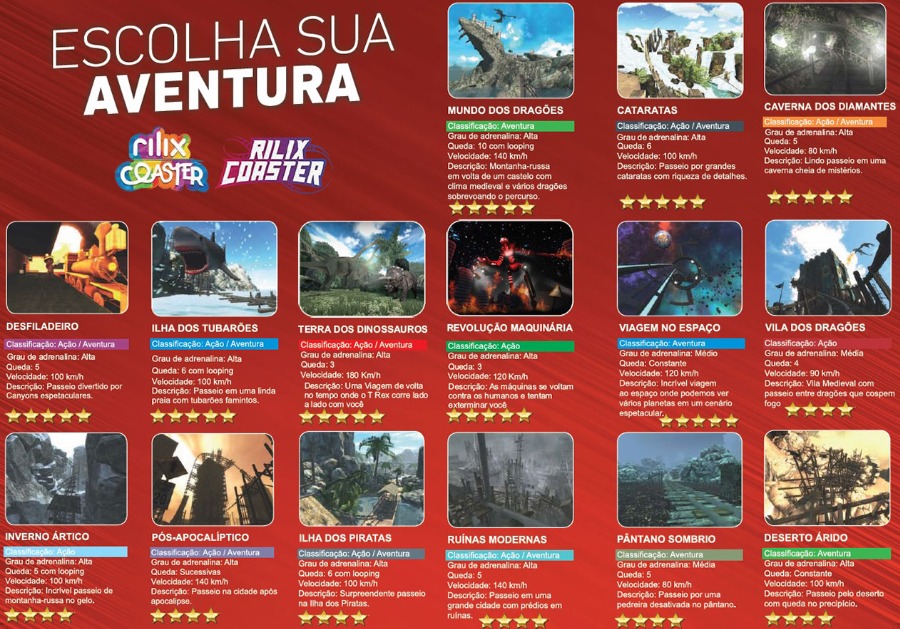 ESCOLHA SUA
AVENTURA
rilix
COASTER
RILIX
COASTER
MUNDO DOS DRAGÕES
Classificação: Aventura
Grau de adrenalina: Alta
Queda: 10 com looping
Velocidade: 140 km/h
Descrição: Montanha-russa
em volta de um castelo com
clima medieval e vários dragões
sobrevoando o percurso.
CATARATAS
Classificação: Ação / Aventura
Grau de adrenalina: Alta
Queda: 6
Velocidade: 100 km/h
Descrição: Passeio por grandes
cataratas com riqueza de detalhes.
CAVERNA DOS DIAMANTES
Classificação: Ação / Aventura
Grau de adrenalina: Alta
Queda: 5
Velocidade: 80 km/h
Descrição: Lindo passeio em uma
caverna cheia de mistérios.
DESFILADEIRO
Classificação: Ação / Aventura
Grau de adrenalina: Alta
Queda: 5
Velocidade: 100 km/h
Descrição: Passeio divertido por
Canyons espetaculares.
ILHA DOS TUBARÕES
Classificação: Ação / Aventura
Grau de adrenalina: Alta
Queda: 6 com looping
Velocidade: 100 km/h
Descrição: Passeio em uma linda
praia com tubarões famintos.
TERRA DOS DINOSSAUROS
Classificação: Ação / Aventura
Grau de adrenalina: Alta
Queda: 3
Velocidade: 180 Km/h
Descrição: Uma Viagem de volta
no tempo onde o T Rex corre lado
a lado com você
REVOLUÇÃO MAQUINÁRIA
Classificação: Ação
Grau de adrenalina: Alta
Queda: 3
Velocidade: 120 Km/h
Descrição: As máquinas se voltam
contra os humanos e tentam
exterminar você
VIAGEM NO ESPAÇO
Classificação: Aventura
Grau de adrenalina: Médio
Queda: Constante
Velocidade: 120 km/h
Descrição: Incrível viagem
ao espaço onde podemos ver
vários planetas em um cenário
espetacular.
VILA DOS DRAGÕES
Classificação: Ação
Grau de adrenalina: Média
Queda: 4
Velocidade: 90 km/h
Descrição: Vila Medieval com
passeio entre dragões que cospem
fogo
INVERNO ÁRTICO
Classificação: Ação
Grau de adrenalina: Alta
Queda: 5 com looping
Velocidade: 100 km/h
Descrição: Incrível passeio de
montanha-russa no gelo.
PÓS-APOCALÍPTICO
Classificação: Ação / Aventura
Grau de adrenalina: Alta
Queda: Sucessivas
Velocidade: 140 km/h
Descrição: Passeio na cidade após
apocalipse.
ILHA DOS PIRATAS
Classificação: Ação / Aventura
Grau de adrenalina: Alta
Queda: 6 com looping
Velocidade: 100 km/h
Descrição: Surpreendente passeio
na Ilha dos Piratas.
RUÍNAS MODERNAS
Classificação: Ação / Aventura
Grau de adrenalina: Alta
Queda: 5
Velocidade: 140 km/h
Descrição: Passeio em uma
grande cidade com prédios em
ruínas.
PÂNTANO SOMBRIO
Classificação: Ação / Aventura
Grau de adrenalina: Média
Queda: 5
Velocidade: 80 km/h
Descrição: Passeio por uma
pedreira desativada no pântano.
DESERTO ÁRIDO
Classificação: Ação / Aventura
Grau de adrenalina: Alta
Queda: Constante
Velocidade: 100 km/h
Descrição: Passeio pelo deserto
com queda no precipício.